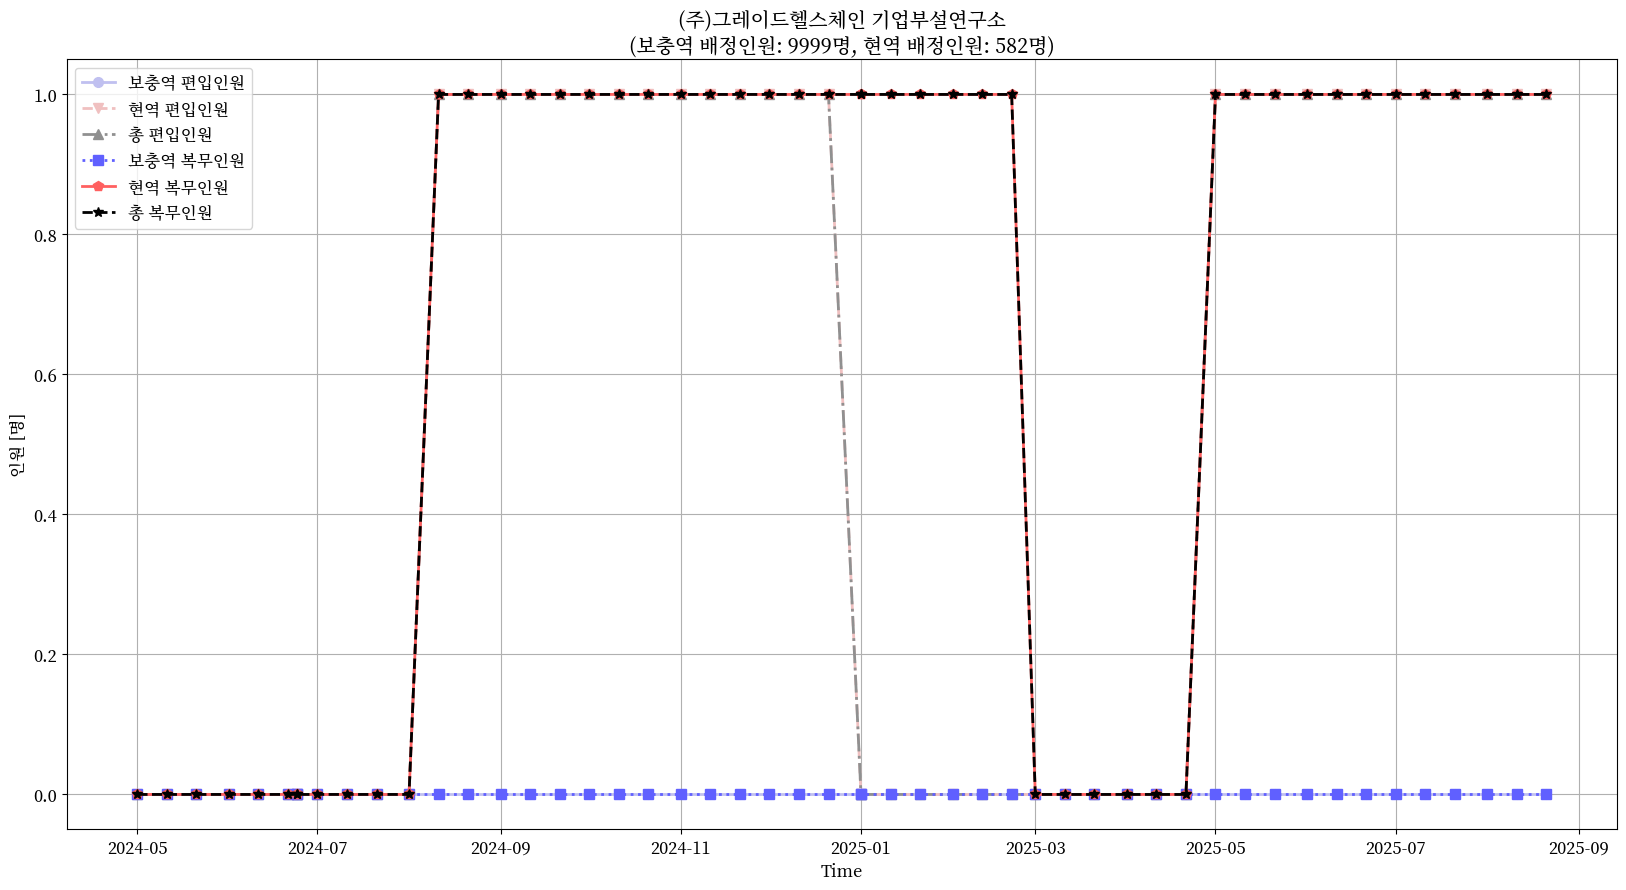 (주)그레이드헬스체인 기업부설연구소
(보충역 배정인원: 9999명, 현역 배정인원: 582명)
보충역 편입인원
현역 편입인원
총 편입인원
보충역 복무인원
현역 복무인원
총 복무인원
1.0
0.8
0.6
0.4
0.2
0.0
인원 [명]
2024-05
2024-07
2024-09
2024-11
2025-01
2025-03
2025-05
2025-07
2025-09
Time